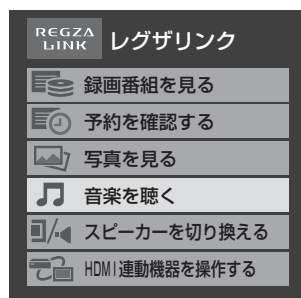 REGZA
LINK レグザリンク
録画番組を見る
予約を確認する
写真を見る
音楽を聴く
スピーカーを切り換える
HDMI連動機器を操作する